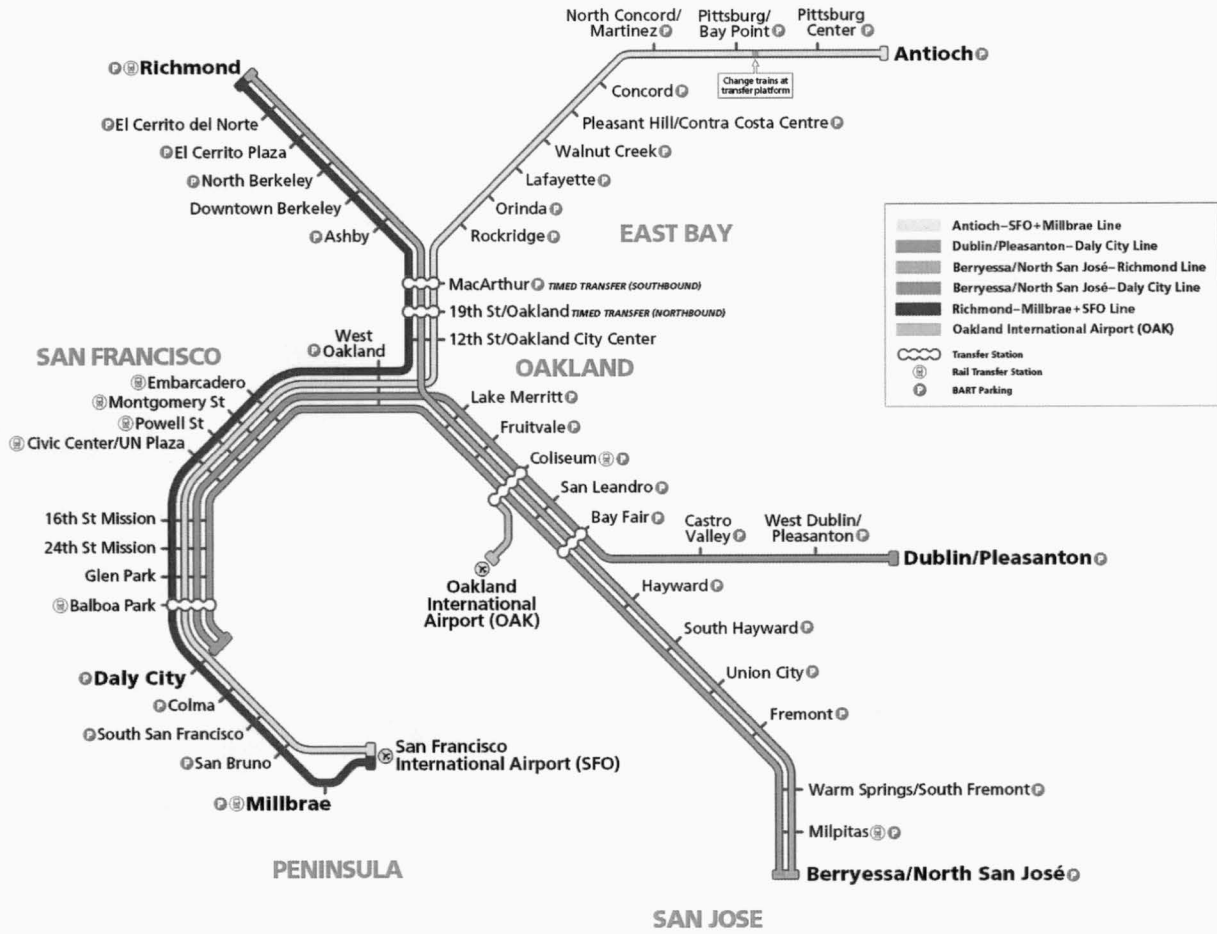 North Concord/
Martinez P
Pittsburg/
Bay Point P
Pittsburg
Center P
Antioch P
Change trains at
transfer platform
P Richmond
Concord P
P El Cerrito del Norte
Pleasant Hill/Contra Costa Centre P
P El Cerrito Plaza
Walnut Creek P
P North Berkeley
Lafayette P
Downtown Berkeley
Orinda P
P Ashby
Rockridge P
EAST BAY
Antioch–SFO+Millbrae Line
Dublin/Pleasanton–Daly City Line
Berryessa/North San José–Richmond Line
Berryessa/North San José–Daly City Line
Richmond–Millbrae+SFO Line
Oakland International Airport (OAK)
Transfer Station
Rail Transfer Station
P BART Parking
MacArthur P TIMED TRANSFER (SOUTHBOUND)
19th St/Oakland TIMED TRANSFER (NORTHBOUND)
12th St/Oakland City Center
West
P Oakland
SAN FRANCISCO
OAKLAND
Embarcadero
Montgomery St
Powell St
Civic Center/UN Plaza
Lake Merritt P
Fruitvale P
Coliseum P
San Leandro P
Bay Fair P
Castro
Valley P
West Dublin/
Pleasanton P
Dublin/Pleasanton P
16th St Mission
24th St Mission
Glen Park
Balboa Park
Oakland
International
Airport (OAK)
Hayward P
South Hayward P
Union City P
Fremont P
P Daly City
P Colma
P South San Francisco
P San Bruno
San Francisco
International Airport (SFO)
P Millbrae
Warm Springs/South Fremont P
Milpitas P
Berryessa/North San José P
PENINSULA
SAN JOSE